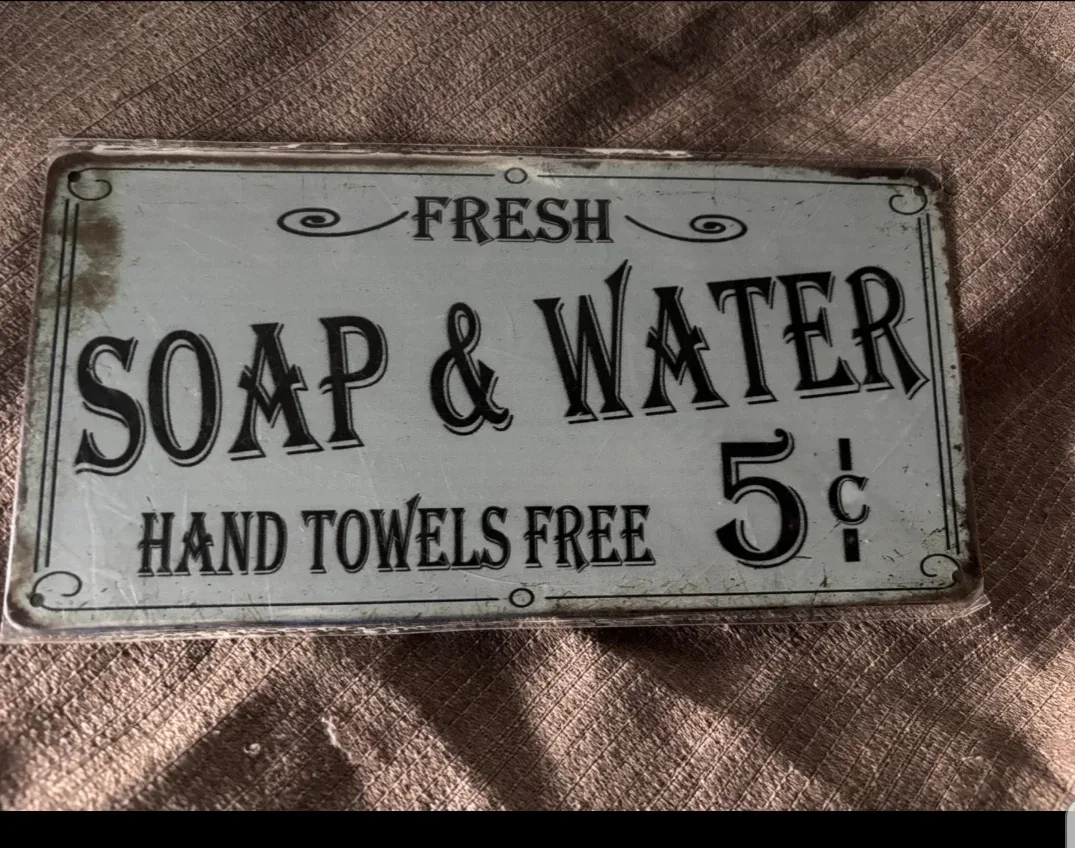 FRESH
SOAP & WATER
HAND TOWELS FREE 5¢